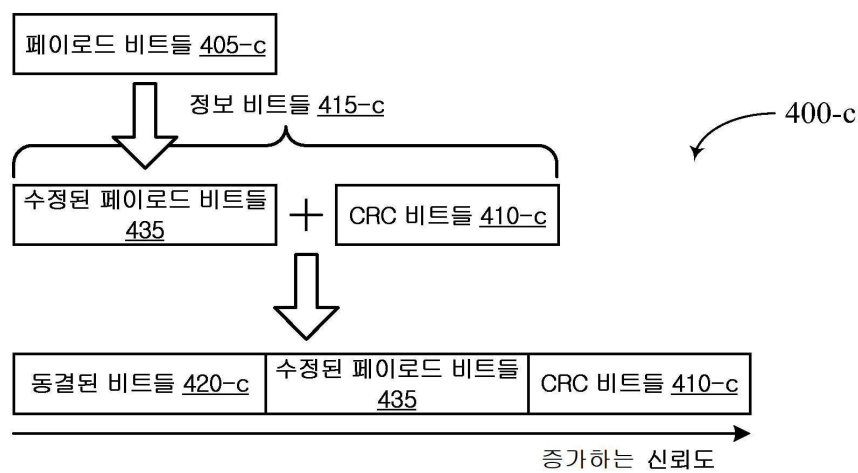 페이로드 비트들 405-c
정보 비트들 415-c
400-c
수정된 페이로드 비트들
435
+
CRC 비트들 410-c
동결된 비트들 420-c
수정된 페이로드 비트들
435
CRC 비트들 410-c
증가하는 신뢰도